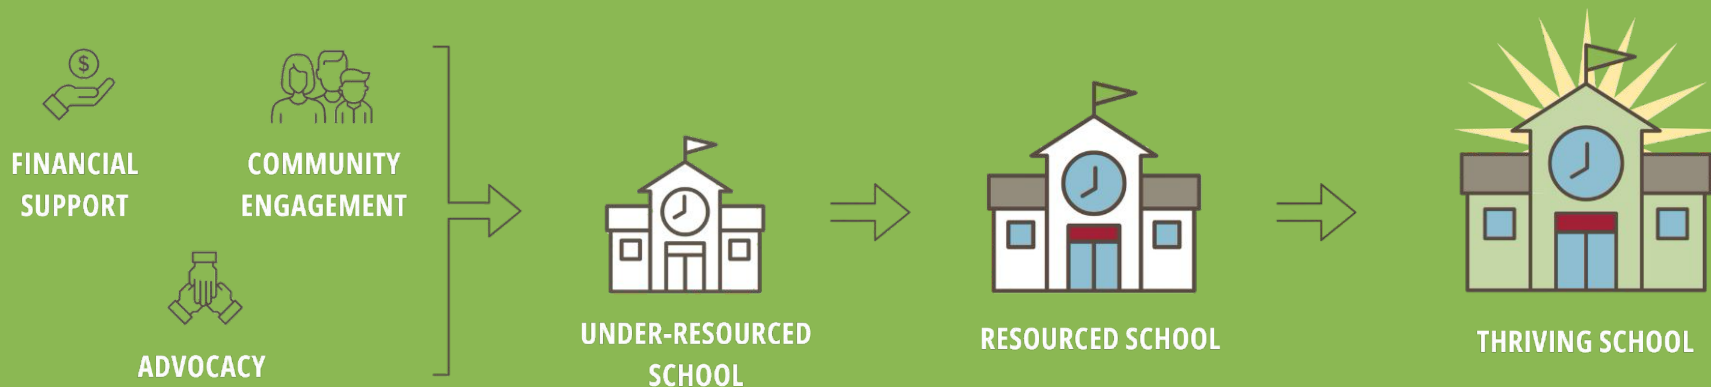 $
FINANCIAL
SUPPORT
COMMUNITY
ENGAGEMENT
ADVOCACY
UNDER-RESOURCED
SCHOOL
RESOURCED SCHOOL
THRIVING SCHOOL